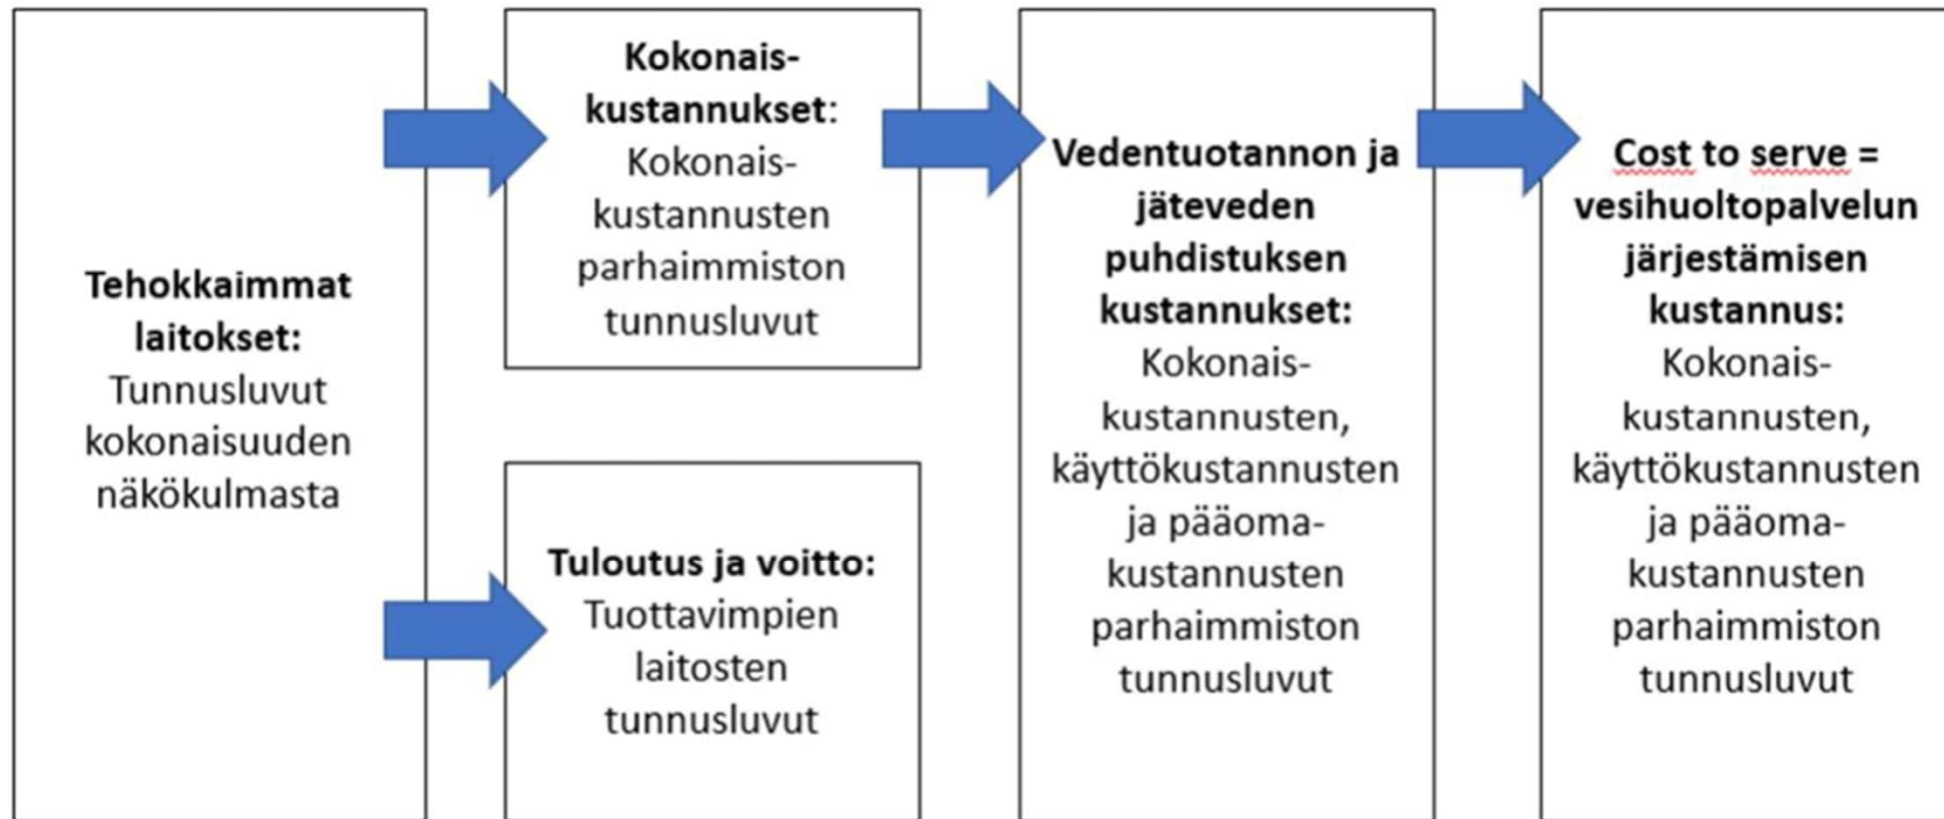 Tehokkaimmat
laitokset:
Tunnusluvut
kokonaisuuden
näkökulmasta
Kokonais-
kustannukset:
Kokonais-
kustannusten
parhaimmiston
tunnusluvut
Tuloutus ja voitto:
Tuottavimpien
laitosten
tunnusluvut
Vedentuotannon ja
jäteveden
puhdistuksen
kustannukset:
Kokonais-
kustannusten,
käyttökustannusten
ja pääoma-
kustannusten
parhaimmiston
tunnusluvut
Cost to serve =
vesihuoltopalvelun
järjestämisen
kustannus:
Kokonais-
kustannusten,
käyttökustannusten
ja pääoma-
kustannusten
parhaimmiston
tunnusluvut